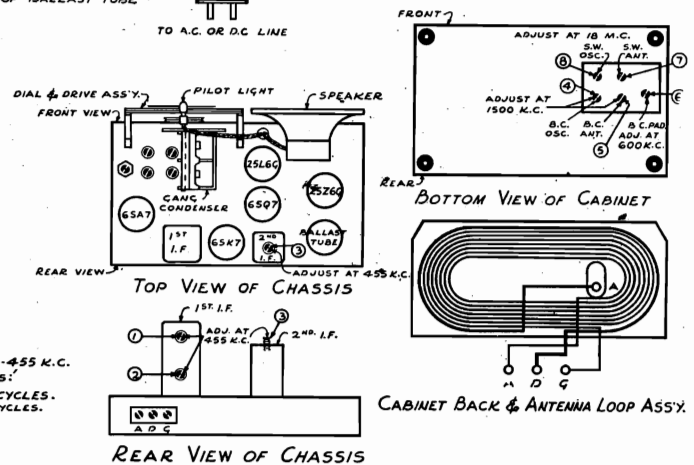 OF BALLAST TUBE
TO A.C. OR D.C LINE
DIAL & DRIVE ASS'Y.
PILOT LIGHT
SPEAKER
FRONT VIEW
25L6G
25Z6G
GANG
CONDENSER
6SQ7
6SA7
1ST
I.F.
6SK7
2ND
I.F.
3
BALLAST
TUBE
REAR VIEW
ADJUST AT 455 K.C.
TOP VIEW OF CHASSIS
1ST. I.F.
1
ADJ. AT
455 K.C.
3
2ND. I.F.
2
A D G
REAR VIEW OF CHASSIS
-455 K.C.
S:
CYCLES.
CYCLES.
FRONT
ADJUST AT 18 M.C.
S.W.
OSC.
S.W.
ANT.
8
7
4
6
ADJUST AT
1500 K.C.
B.C.
OSC.
B.C.
ANT.
5
B.C. PAD.
ADJ. AT
600 K.C.
REAR
BOTTOM VIEW OF CABINET
A
A D G
CABINET BACK & ANTENNA LOOP ASS'Y.